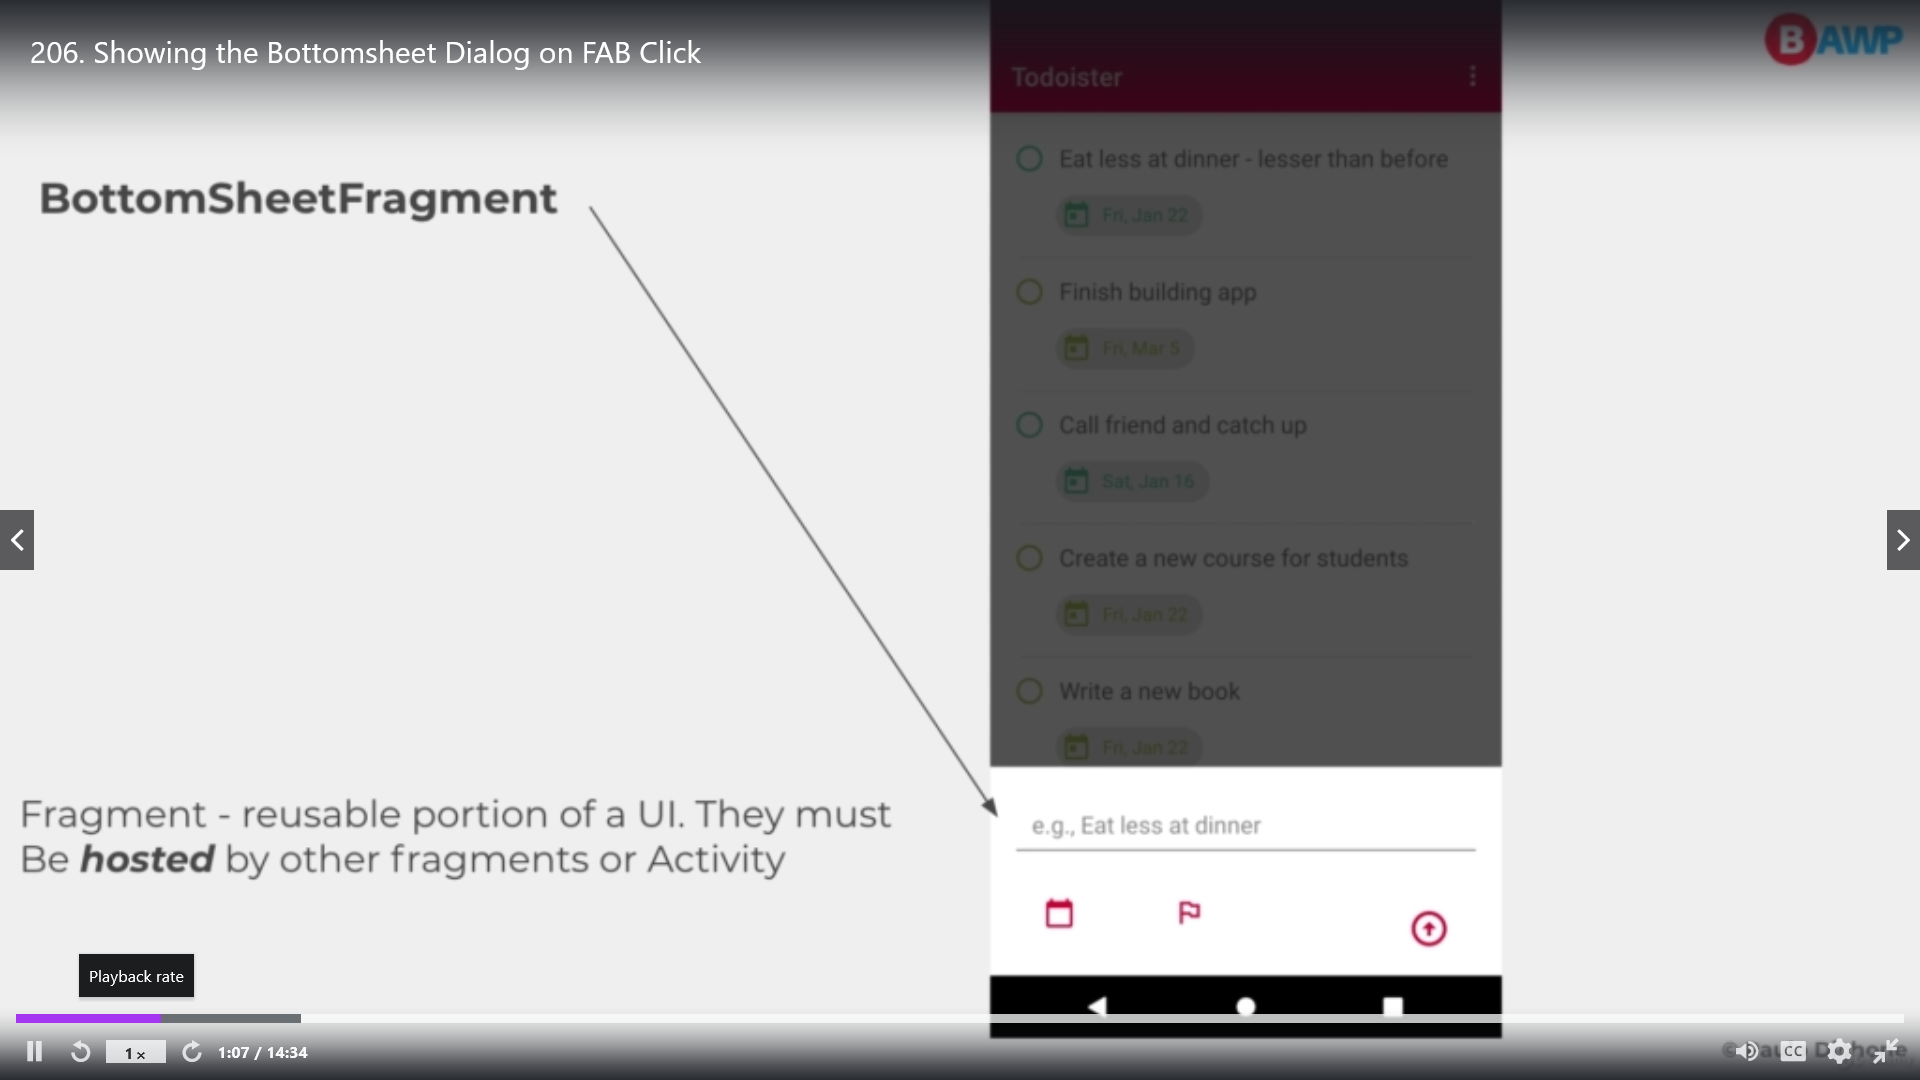 206. Showing the Bottomsheet Dialog on FAB Click
B AWP
Todoister
BottomSheetFragment
Eat less at dinner - lesser than before
Fri, Jan 22
Finish building app
Fri, Mar 5
Call friend and catch up
Sat, Jan 16
Create a new course for students
Fri, Jan 22
Write a new book
Fri, Jan 22
Fragment - reusable portion of a UI. They must
Be hosted by other fragments or Activity
e.g., Eat less at dinner
Playback rate
1 x
1:07 / 14:34
CC